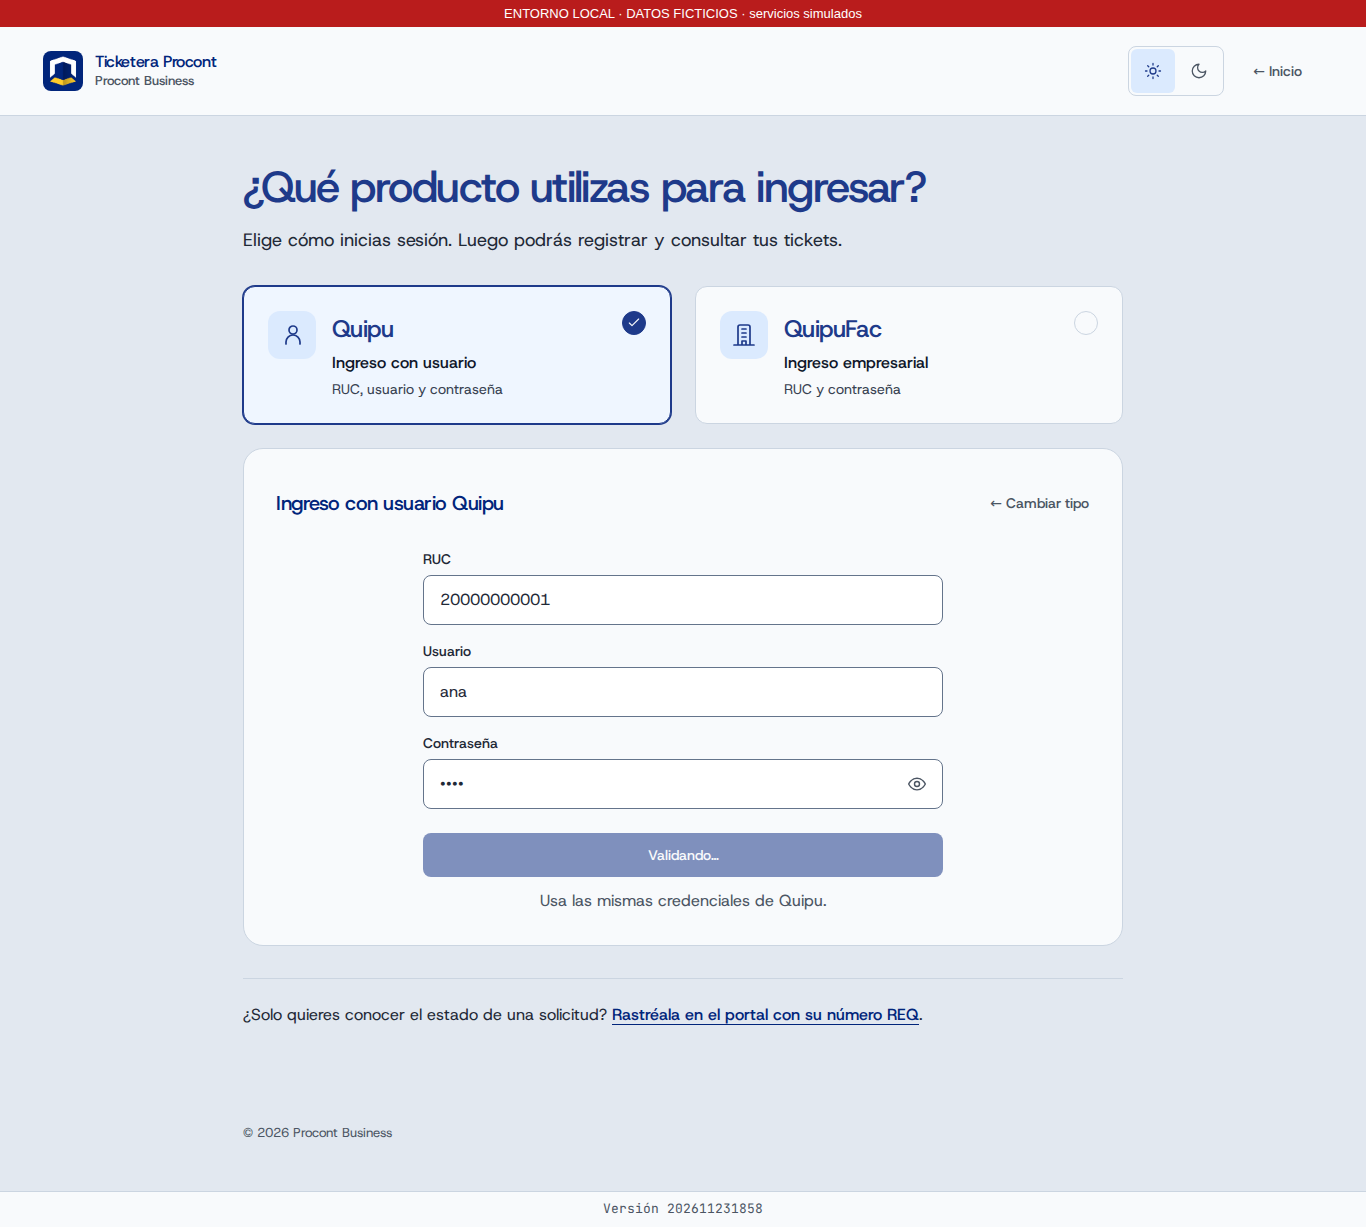 ENTORNO LOCAL · DATOS FICTICIOS · servicios simulados
Ticketera Procont
Procont Business
← Inicio
¿Qué producto utilizas para ingresar?
Elige cómo inicias sesión. Luego podrás registrar y consultar tus tickets.
Quipu
Ingreso con usuario
RUC, usuario y contraseña
QuipuFac
Ingreso empresarial
RUC y contraseña
Ingreso con usuario Quipu
← Cambiar tipo
RUC
20000000001
Usuario
ana
Contraseña
••••
Validando...
Usa las mismas credenciales de Quipu.
¿Solo quieres conocer el estado de una solicitud? Rastréala en el portal con su número REQ.
© 2026 Procont Business
Versión 202611231858